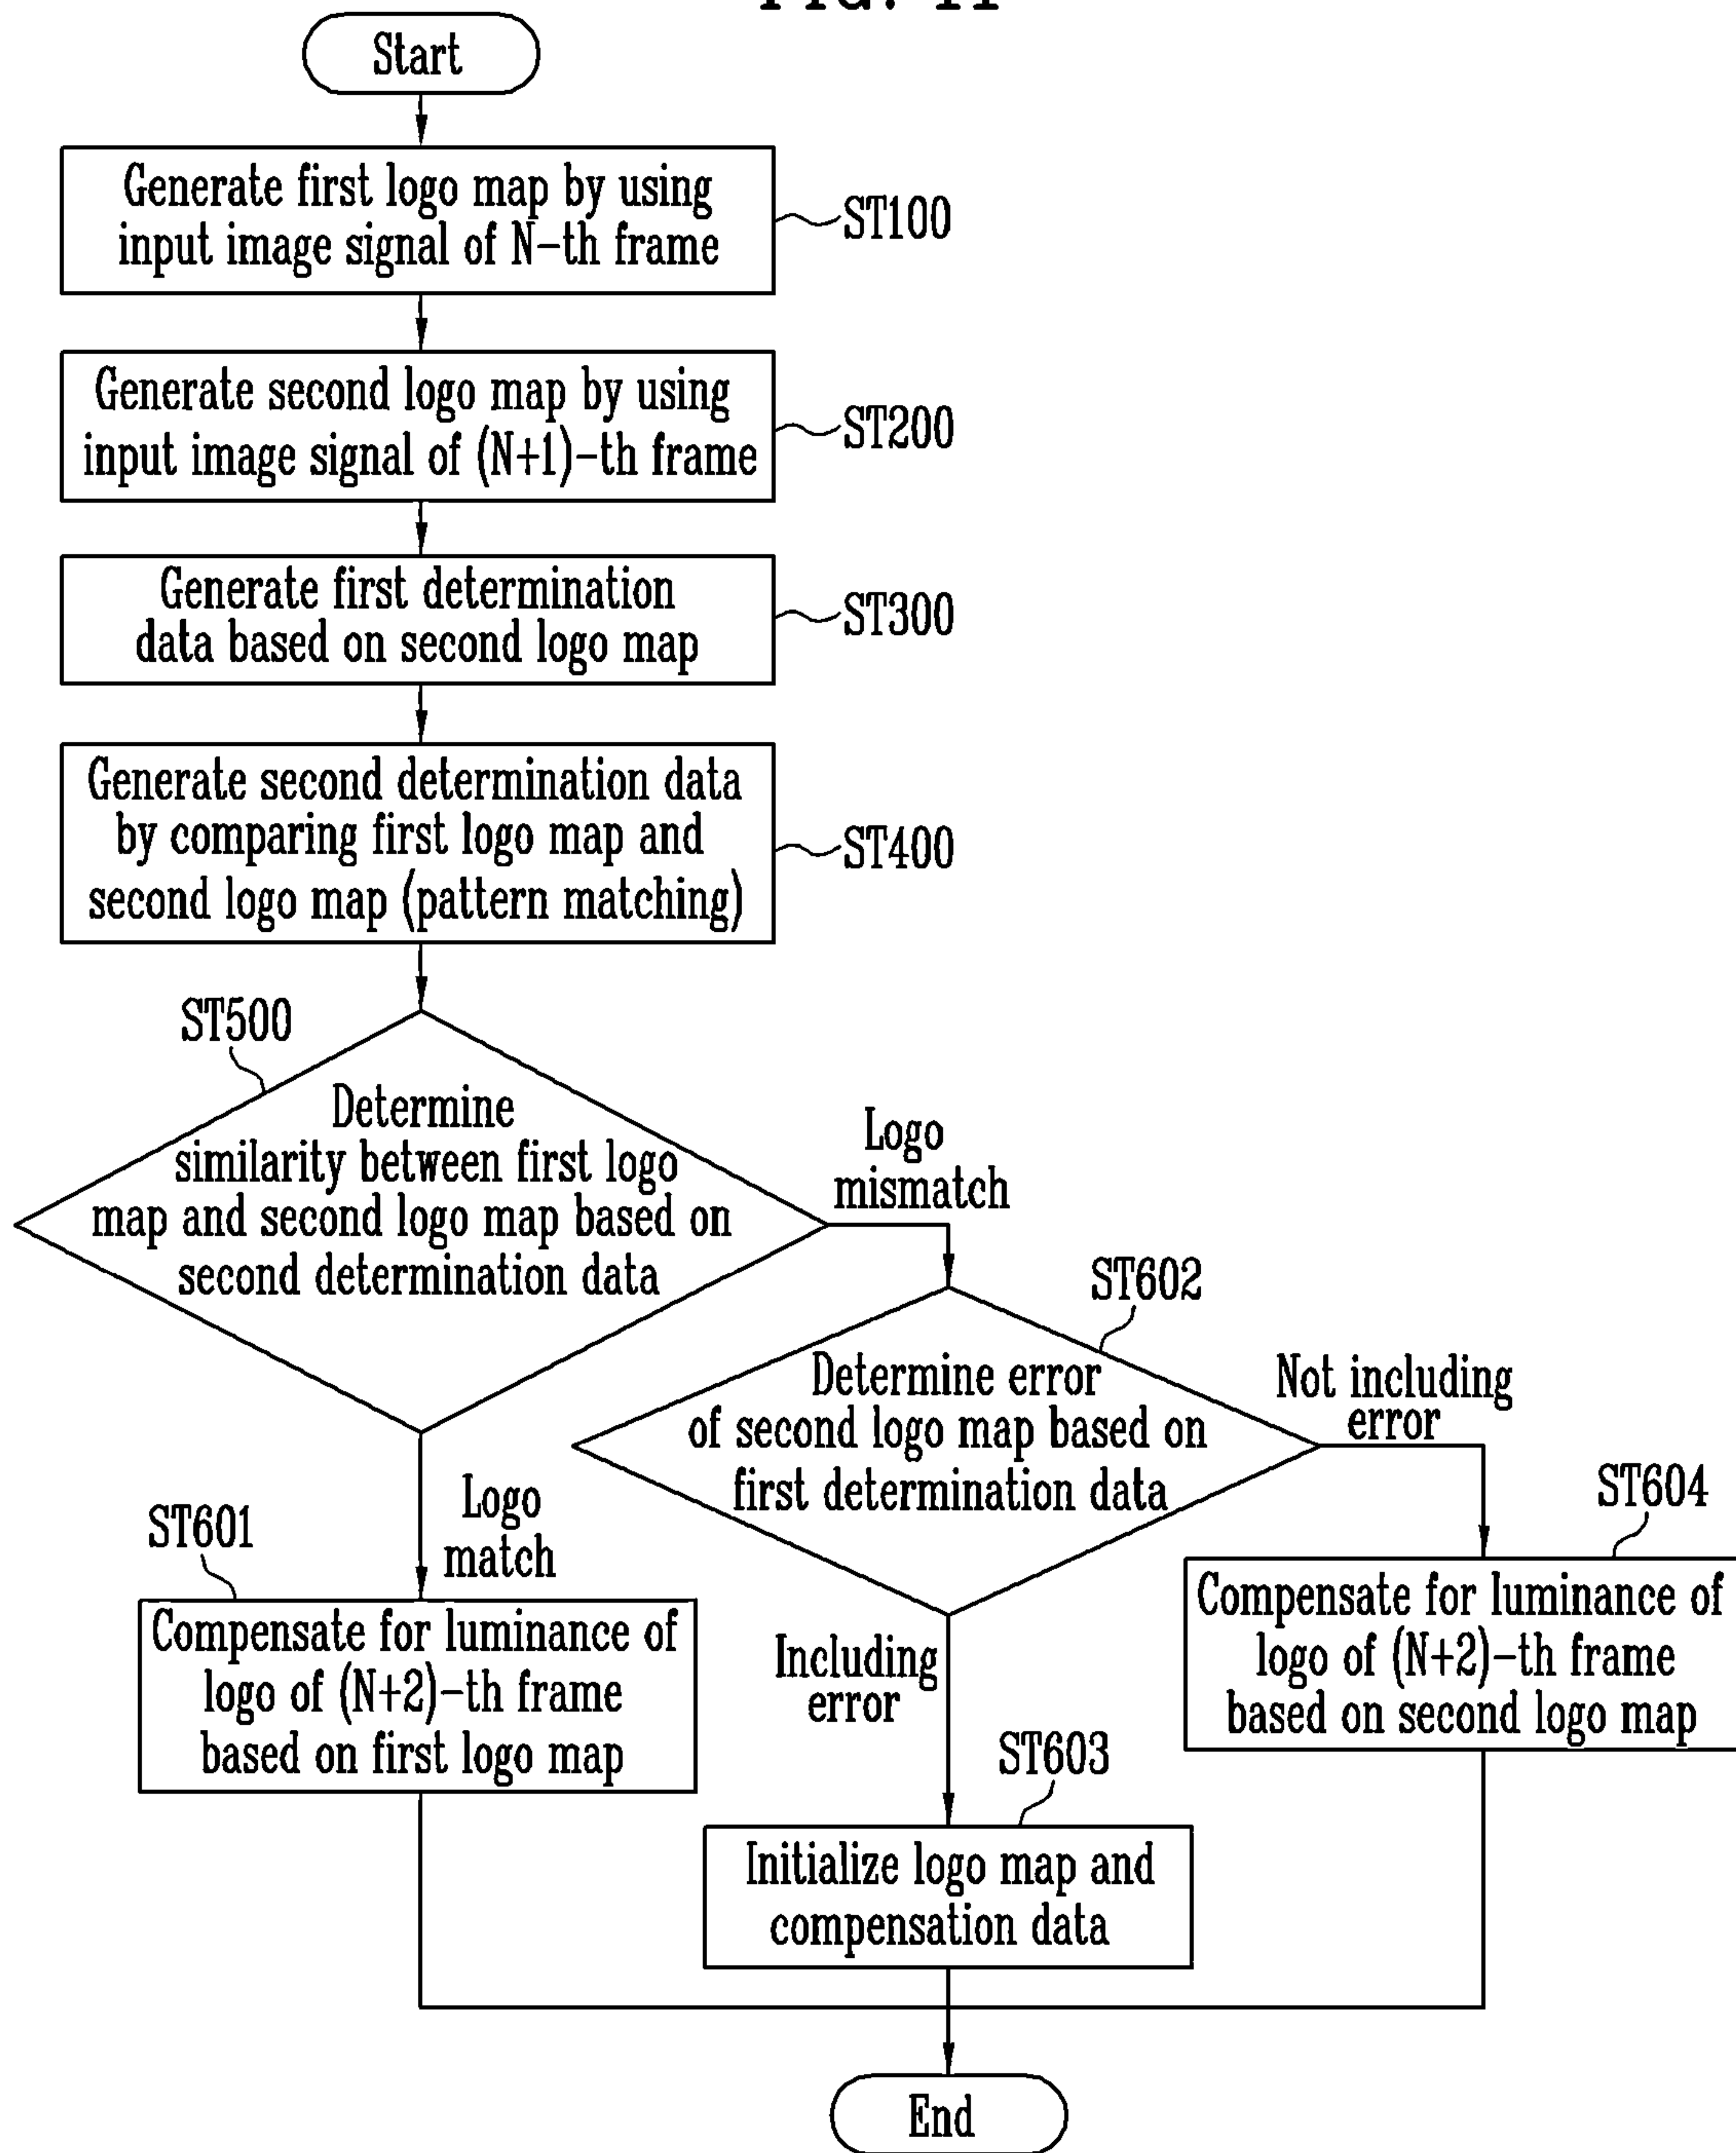 Start
Generate first logo map by using
input image signal of N-th frame
ST100
Generate second logo map by using
input image signal of (N+1)-th frame
ST200
Generate first determination
data based on second logo map
ST300
Generate second determination data
by comparing first logo map and
second logo map (pattern matching)
ST400
ST500
Determine
similarity between first logo
map and second logo map based on
second determination data
Logo
mismatch
ST602
Determine error
of second logo map based on
first determination data
Not including
error
ST604
Logo
match
ST601
Compensate for luminance of
logo of (N+2)-th frame
based on first logo map
Including
error
Compensate for luminance of
logo of (N+2)-th frame
based on second logo map
ST603
Initialize logo map and
compensation data
End